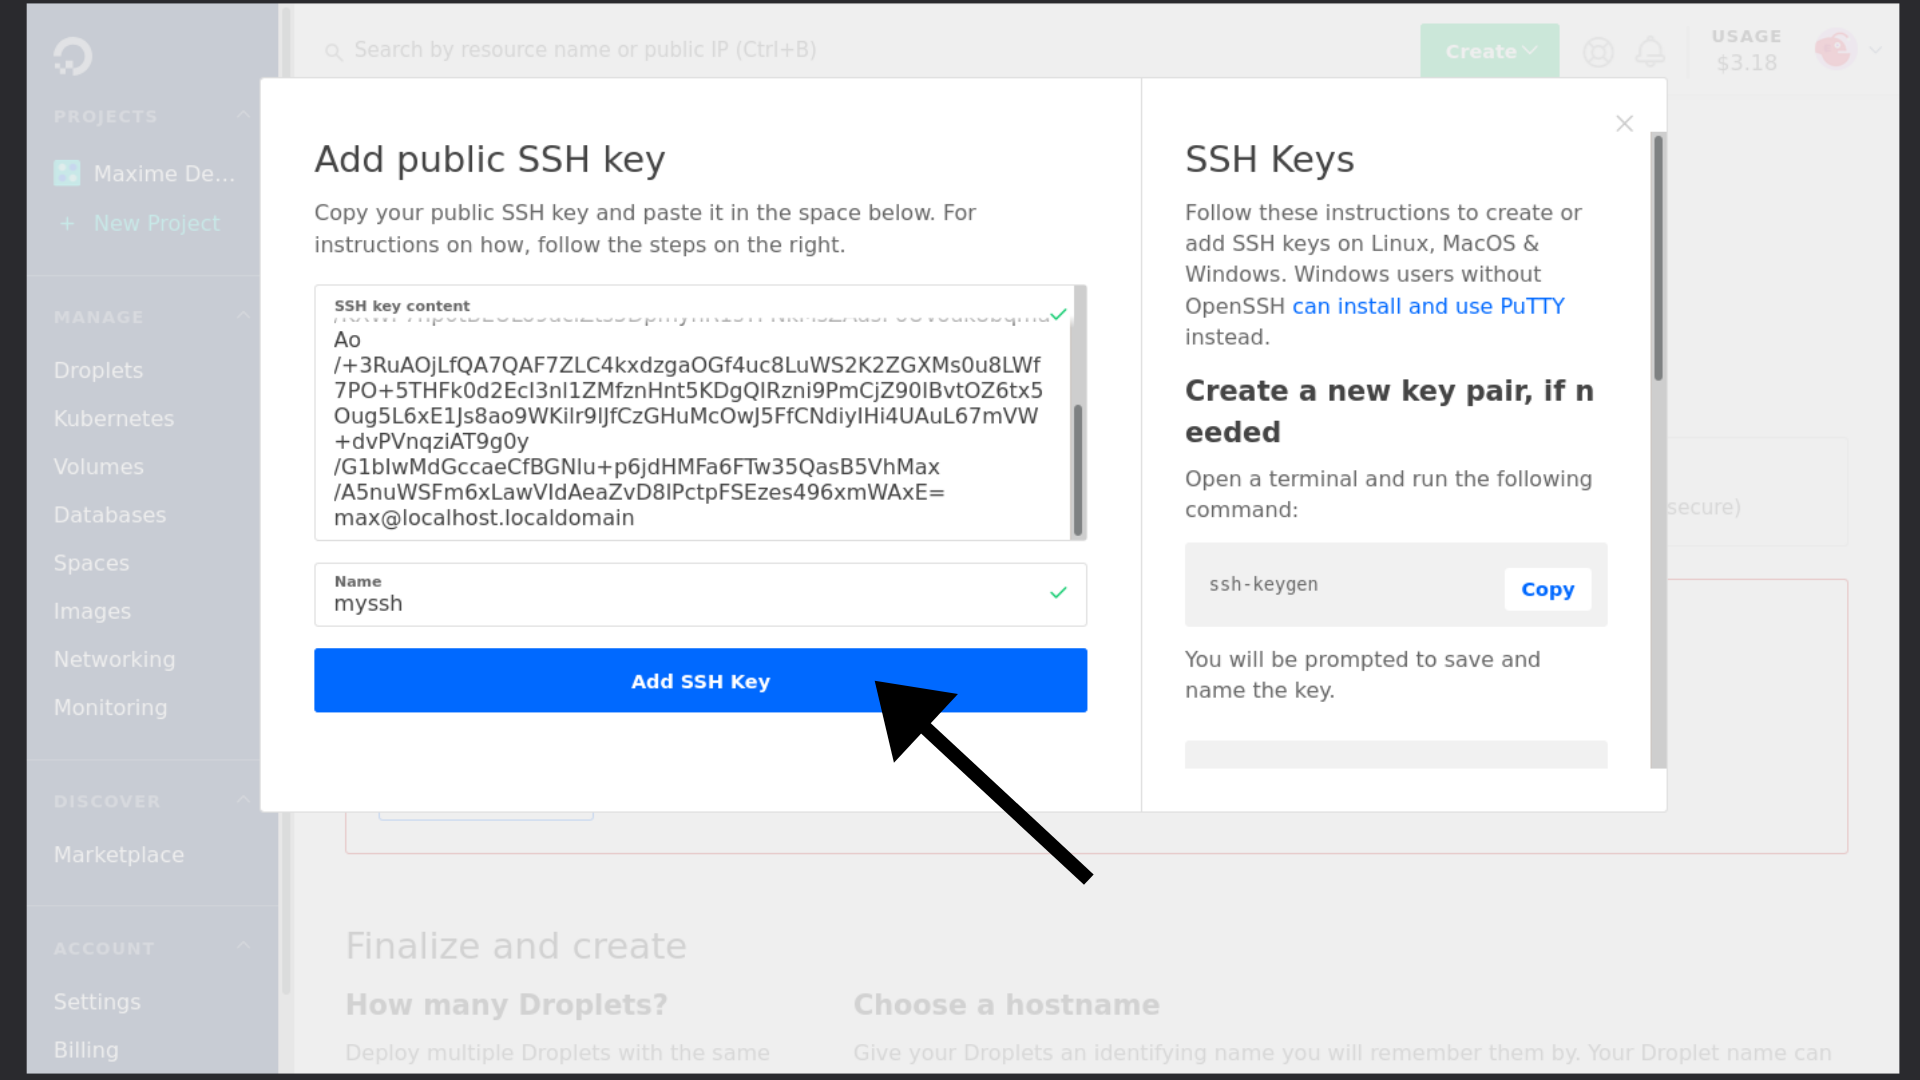 Search by resource name or public IP (Ctrl+B)
Create
USAGE
$3.18
PROJECTS
Maxime De...
+ New Project
MANAGE
Droplets
Kubernetes
Volumes
Databases
Spaces
Images
Networking
Monitoring
DISCOVER
Marketplace
ACCOUNT
Settings
Billing
Add public SSH key
Copy your public SSH key and paste it in the space below. For
instructions on how, follow the steps on the right.
SSH key content
Ao
/+3RuAOjLfQA7QAF7ZLC4kxdzgaOGf4uc8LuWS2K2ZGXMs0u8LWf
7PO+5THFk0d2EcI3nl1ZMfznHnt5KDgQIRzni9PmCjZ90IBvtOZ6tx5
Oug5L6xE1Js8ao9WKilr9lJfCzGHuMcOwJ5FfCNdiyIHi4UAuL67mVW
+dvPVnqziAT9g0y
/G1bIwMdGccaeCfBGNlu+p6jdHMFa6FTw35QasB5VhMax
/A5nuWSFm6xLawVIdAeaZvD8IPctpFSEzes496xmWAxE=
max@localhost.localdomain
Name
myssh
Add SSH Key
SSH Keys
Follow these instructions to create or
add SSH keys on Linux, MacOS &
Windows. Windows users without
OpenSSH can install and use PuTTY
instead.
Create a new key pair, if n
eeded
Open a terminal and run the following
command:
ssh-keygen
Copy
You will be prompted to save and
name the key.
secure)
Finalize and create
How many Droplets?
Deploy multiple Droplets with the same
Choose a hostname
Give your Droplets an identifying name you will remember them by. Your Droplet name can